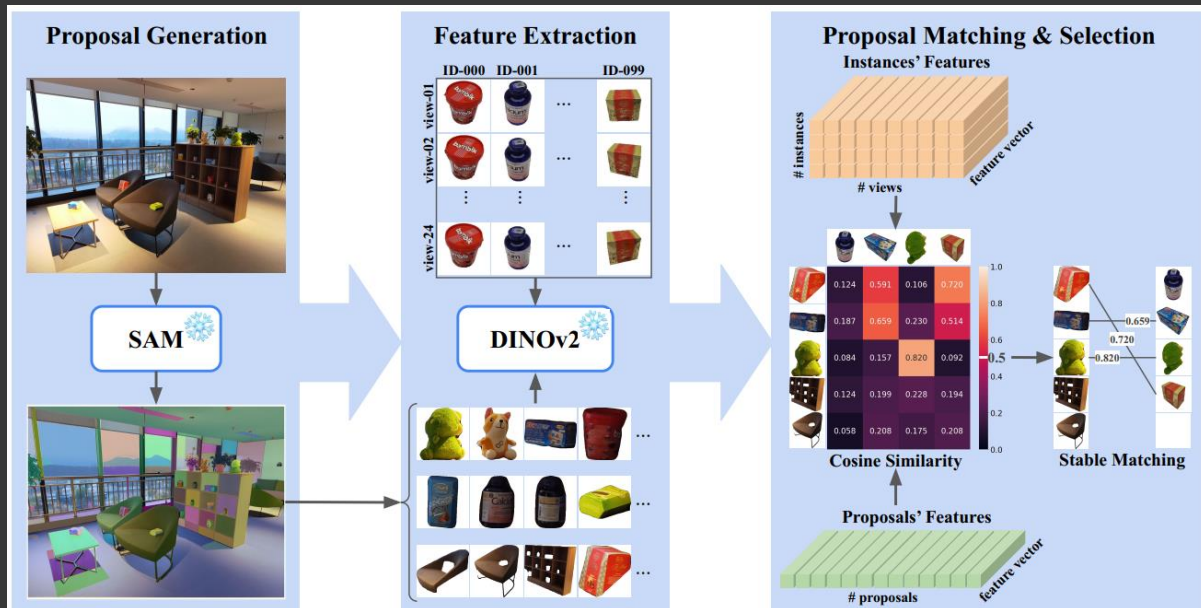 Proposal Generation
SAM
Feature Extraction
ID-000 ID-001 ID-099
view-01
...
view-02
...
view-24
...
DINOv2
...
...
...
Proposal Matching & Selection
Instances' Features
# instances
# views
feature vector
0.124 0.591 0.106 0.720
0.187 0.659 0.230 0.514
0.084 0.157 0.820 0.092
0.124 0.199 0.228 0.194
0.058 0.208 0.175 0.208
1.0
0.8
0.6
0.5
0.4
0.2
0.0
Cosine Similarity
0.659
0.720
0.820
Stable Matching
Proposals' Features
# proposals
feature vector